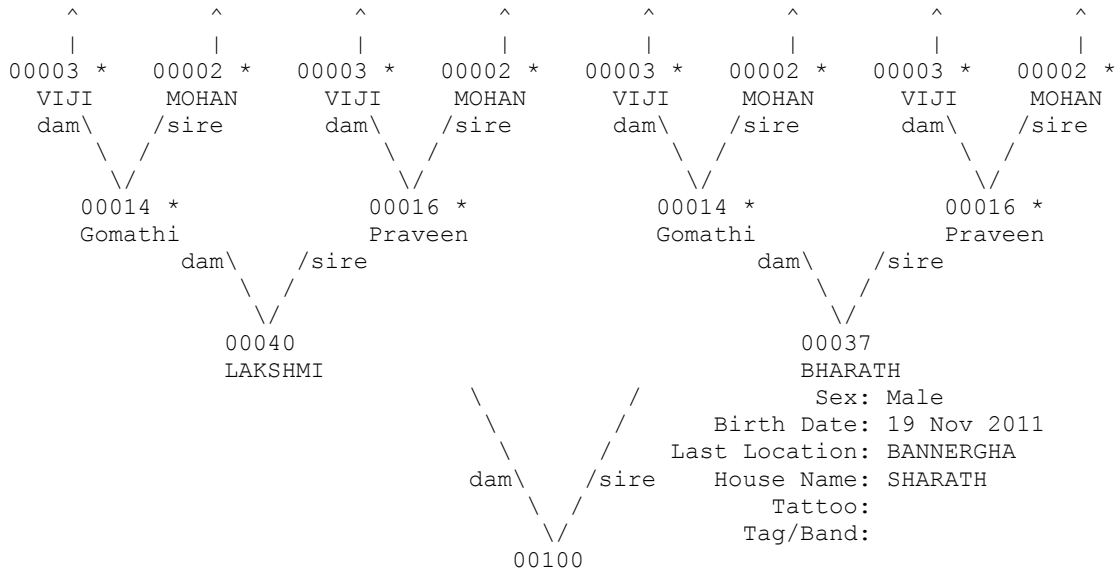 ^ ^ ^ ^ ^ ^ ^ ^
| | | | | | | |
00003 * 00002 * 00003 * 00002 * 00003 * 00002 * 00003 * 00002 *
VIJI MOHAN VIJI MOHAN VIJI MOHAN VIJI MOHAN
dam\ /sire dam\ /sire dam\ /sire dam\ /sire
\ / \ / \ / \ /
\/ \/ \/ \/
00014 * 00016 * 00014 * 00016 *
Gomathi Praveen Gomathi Praveen
dam\ /sire dam\ /sire
\ / \ /
\/ \/
00040 00037
LAKSHMI BHARATH
\ / Sex: Male
\ / Birth Date: 19 Nov 2011
\ / Last Location: BANNERGHA
dam\ /sire House Name: SHARATH
\ / Tattoo:
\/ Tag/Band:
00100